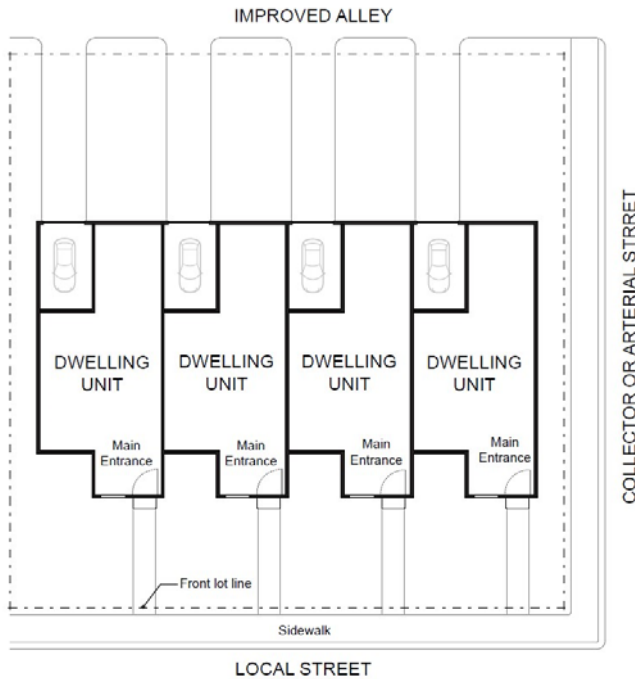 IMPROVED ALLEY
COLLECTOR OR ARTERIAL STRRET
DWELLING
UNIT
DWELLING
UNIT
DWELLING
UNIT
DWELLING
UNIT
Main
Entrance
Main
Entrance
Main
Entrance
Main
Entrance
Front lot line
Sidewalk
LOCAL STREET